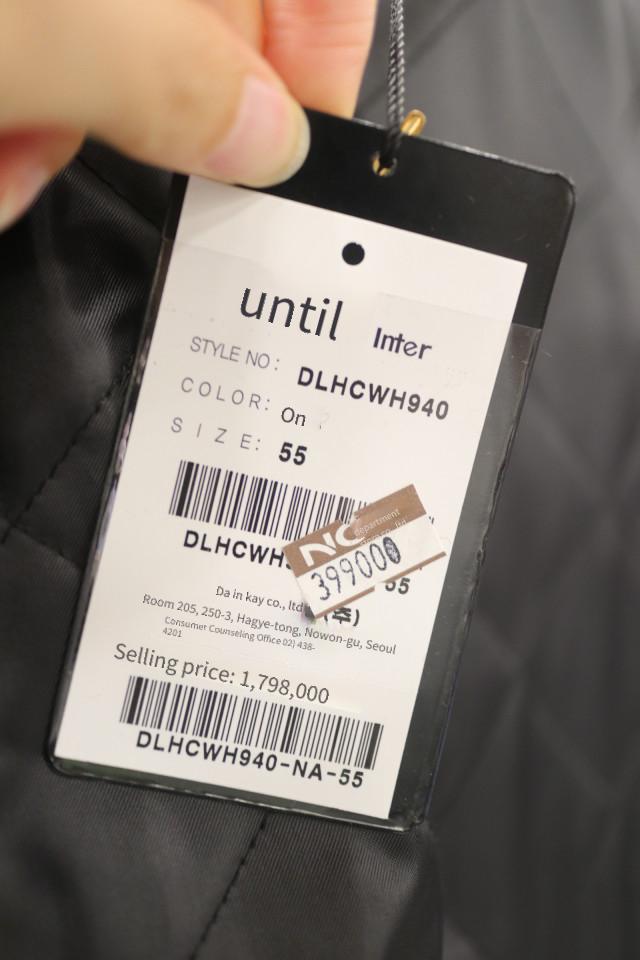 until Inter
STYLE NO: DLHCWH940
COLOR: On
SIZE: 55
DLHCWH
NC department
399000
55
Da in kay co., ltd (주)
Room 205, 250-3, Hagye-tong, Nowon-gu, Seoul
Consumer Counseling Office 02) 438-
4201
Selling price: 1,798,000
DLHCWH940-NA-55